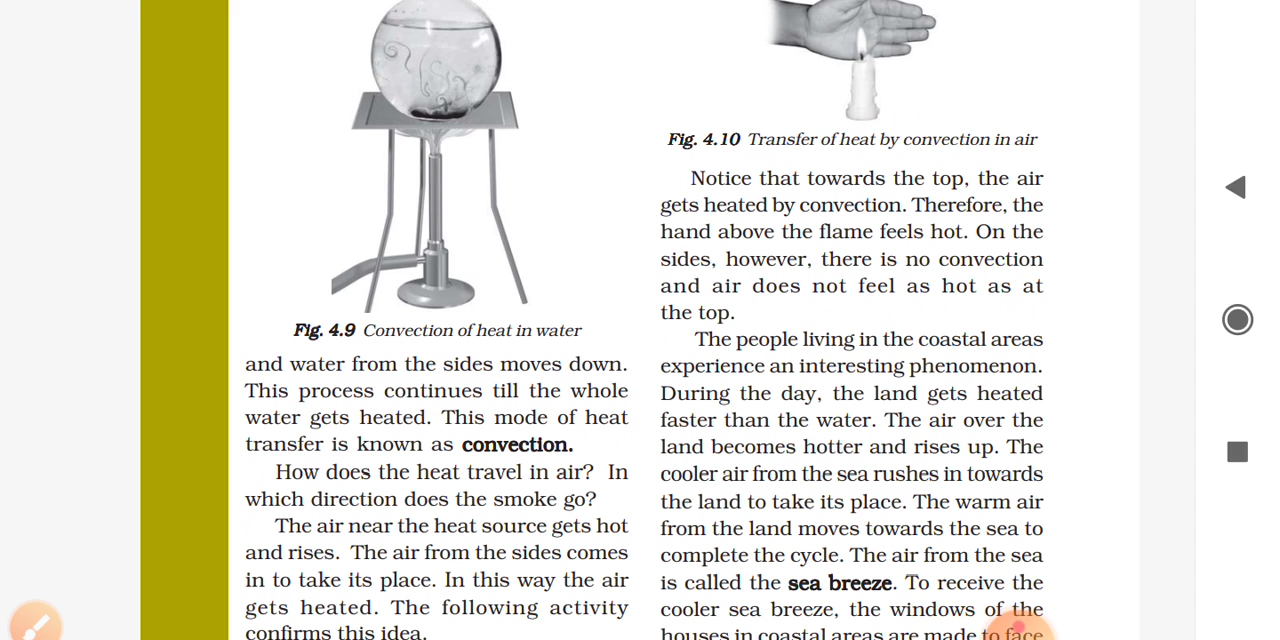 Fig. 4.9 Convection of heat in water
and water from the sides moves down.
This process continues till the whole
water gets heated. This mode of heat
transfer is known as convection.
How does the heat travel in air? In
which direction does the smoke go?
The air near the heat source gets hot
and rises. The air from the sides comes
in to take its place. In this way the air
gets heated. The following activity
confirms this idea.
Fig. 4.10 Transfer of heat by convection in air
Notice that towards the top, the air
gets heated by convection. Therefore, the
hand above the flame feels hot. On the
sides, however, there is no convection
and air does not feel as hot as at
the top.
The people living in the coastal areas
experience an interesting phenomenon.
During the day, the land gets heated
faster than the water. The air over the
land becomes hotter and rises up. The
cooler air from the sea rushes in towards
the land to take its place. The warm air
from the land moves towards the sea to
complete the cycle. The air from the sea
is called the sea breeze. To receive the
cooler sea breeze, the windows of the
houses in coastal areas are made to face